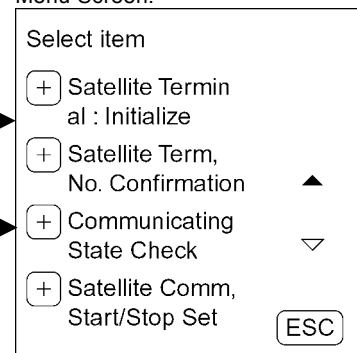 Menu Screen.
Select item
+ Satellite Termin
al : Initialize
+ Satellite Term,
No. Confirmation
+ Communicating
State Check
+ Satellite Comm,
Start/Stop Set
ESC